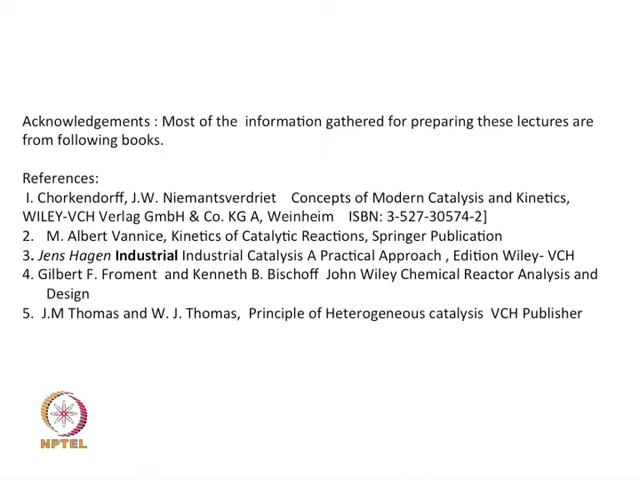 Acknowledgements : Most of the information gathered for preparing these lectures are
from following books.
References:
I. Chorkendorff, J.W. Niemantsverdriet Concepts of Modern Catalysis and Kinetics,
WILEY-VCH Verlag GmbH & Co. KG A, Weinheim ISBN: 3-527-30574-2]
2. M. Albert Vannice, Kinetics of Catalytic Reactions, Springer Publication
3. Jens Hagen Industrial Industrial Catalysis A Practical Approach , Edition Wiley- VCH
4. Gilbert F. Froment and Kenneth B. Bischoff John Wiley Chemical Reactor Analysis and
Design
5. J.M Thomas and W. J. Thomas, Principle of Heterogeneous catalysis VCH Publisher
NPTEL